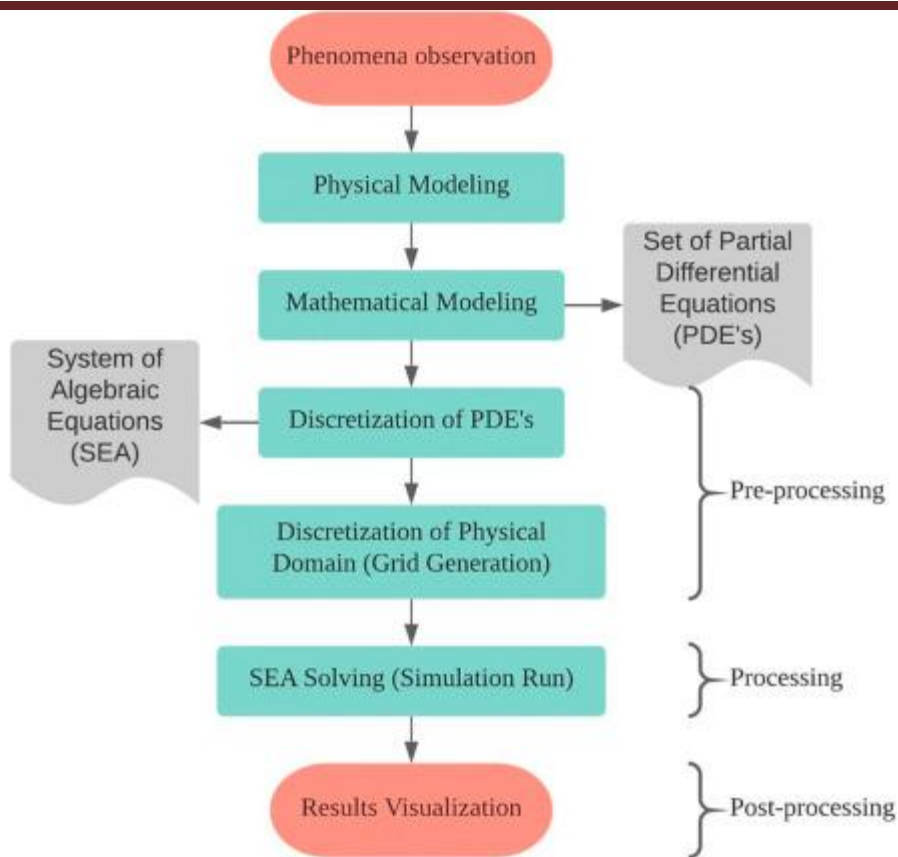 Phenomena observation
Physical Modeling
Mathematical Modeling
Set of Partial
Differential
Equations
(PDE's)
System of
Algebraic
Equations
(SEA)
Discretization of PDE's
Pre-processing
Discretization of Physical
Domain (Grid Generation)
SEA Solving (Simulation Run)
Processing
Results Visualization
Post-processing